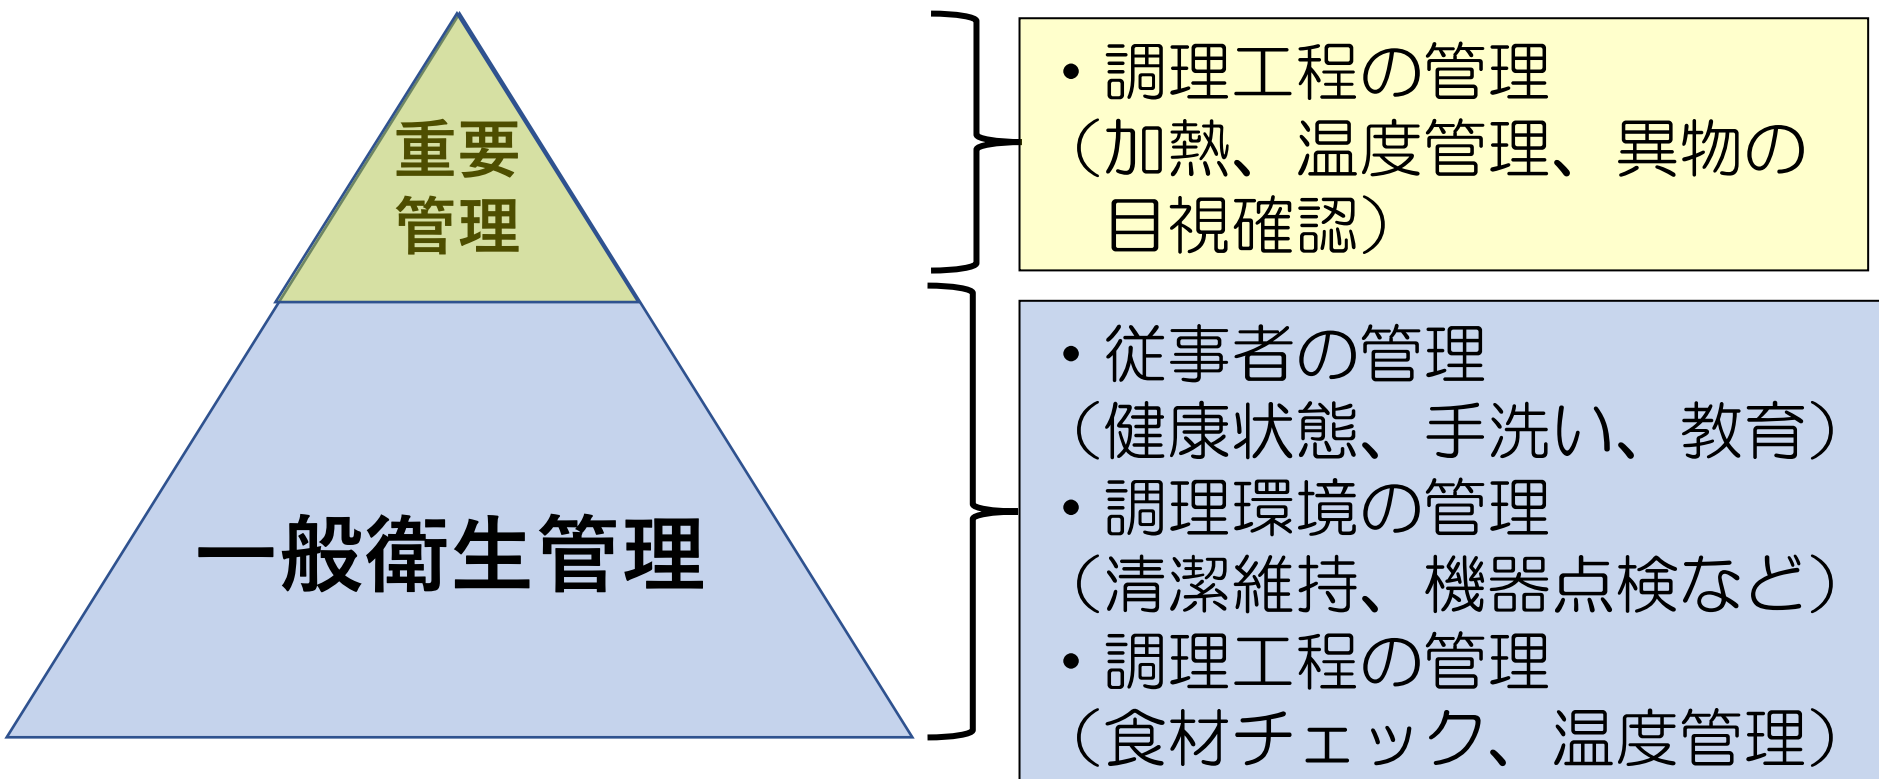 重要
管理
一般衛生管理
・調理工程の管理
（加熱、温度管理、異物の
目視確認）
・従事者の管理
（健康状態、手洗い、教育）
・調理環境の管理
（清潔維持、機器点検など）
・調理工程の管理
（食材チェック、温度管理）